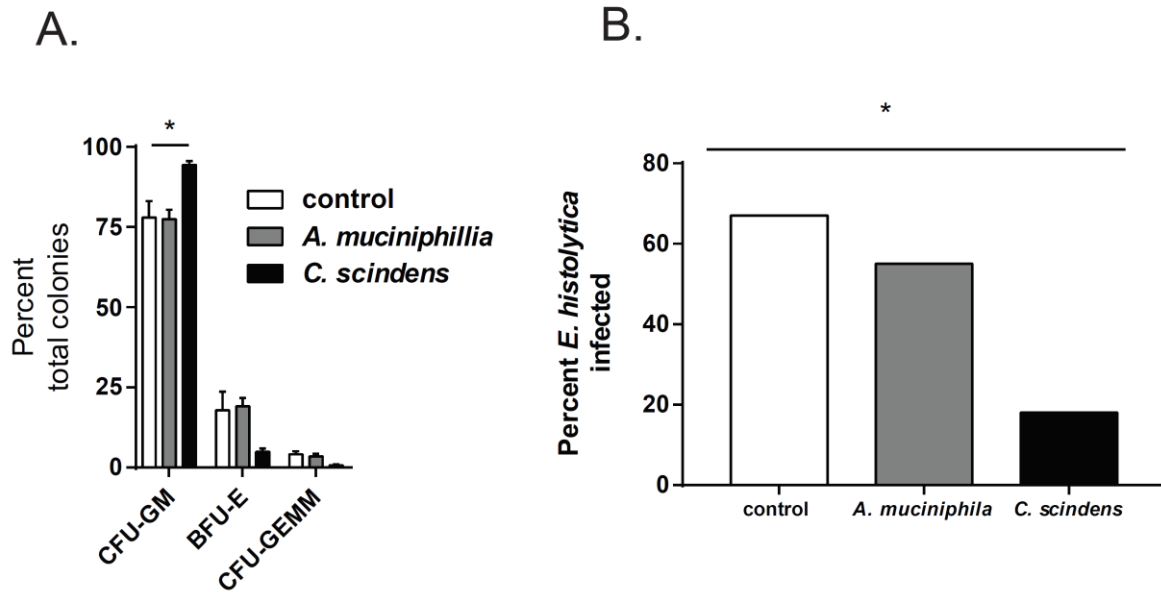 A.
*
100
75
50
25
0
Percent
total colonies
control
A. muciniphillia
C. scindens
CFU-GM
BFU-E
CFU-GEMM
B.
*
80
60
40
20
0
Percent E. histolytica
infected
control
A. muciniphila
C. scindens